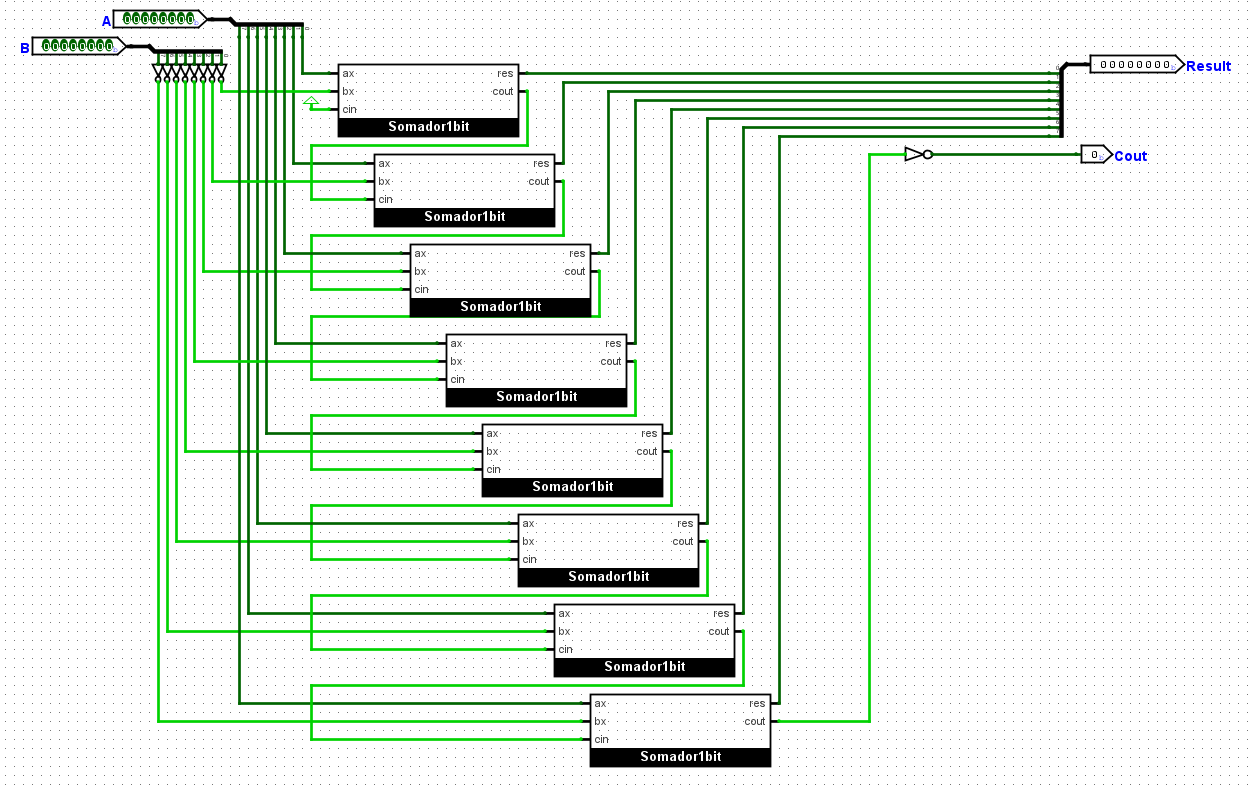 A 00000000
B 00000000
ax res
bx cout
cin
Somador1bit
ax res
bx cout
cin
Somador1bit
ax res
bx cout
cin
Somador1bit
ax res
bx cout
cin
Somador1bit
ax res
bx cout
cin
Somador1bit
ax res
bx cout
cin
Somador1bit
ax res
bx cout
cin
Somador1bit
ax res
bx cout
cin
Somador1bit
00000000 Result
0 Cout